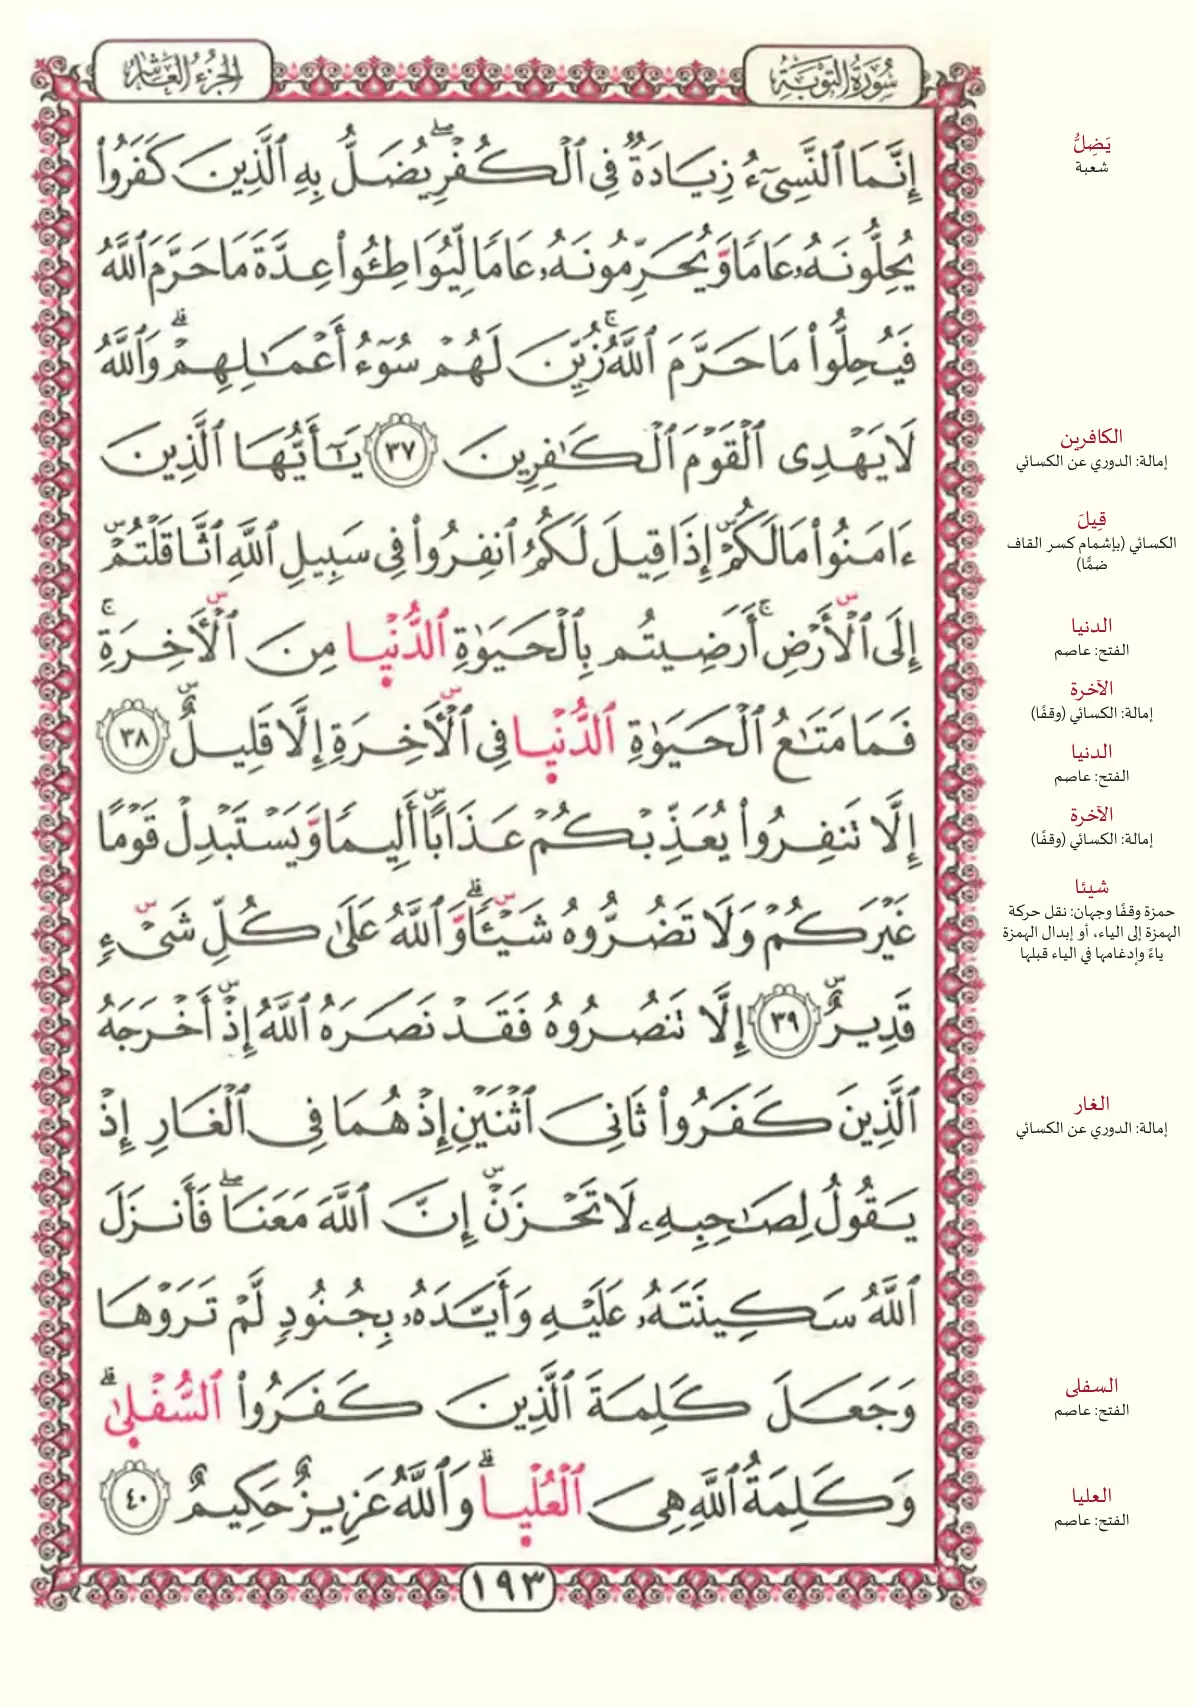 سُورَةُ التَّوبَةِ
الجُزءُ العَاشِرُ
إِنَّمَا ٱلنَّسِىٓءُ زِيَادَةٌ فِى ٱلْكُفْرِ ۖ يُضَلُّ بِهِ ٱلَّذِينَ كَفَرُوا۟
يُحِلُّونَهُۥ عَامًا وَيُحَرِّمُونَهُۥ عَامًا لِّيُوَاطِـُٔوا۟ عِدَّةَ مَا حَرَّمَ ٱللَّهُ
فَيُحِلُّوا۟ مَا حَرَّمَ ٱللَّهُ ۚ زُيِّنَ لَهُمْ سُوٓءُ أَعْمَـٰلِهِمْ ۗ وَٱللَّهُ
لَا يَهْدِى ٱلْقَوْمَ ٱلْكَـٰفِرِينَ ٣٧ يَـٰٓأَيُّهَا ٱلَّذِينَ
ءَامَنُوا۟ مَا لَكُمْ إِذَا قِيلَ لَكُمُ ٱنفِرُوا۟ فِى سَبِيلِ ٱللَّهِ ٱثَّاقَلْتُمْ
إِلَى ٱلْأَرْضِ ۚ أَرَضِيتُم بِٱلْحَيَوٰةِ ٱلدُّنْيَا مِنَ ٱلْـَٔاخِرَةِ ۚ
فَمَا مَتَـٰعُ ٱلْحَيَوٰةِ ٱلدُّنْيَا فِى ٱلْـَٔاخِرَةِ إِلَّا قَلِيلٌ ٣٨
إِلَّا تَنفِرُوا۟ يُعَذِّبْكُمْ عَذَابًا أَلِيمًا وَيَسْتَبْدِلْ قَوْمًا
غَيْرَكُمْ وَلَا تَضُرُّوهُ شَيْـًٔا ۗ وَٱللَّهُ عَلَىٰ كُلِّ شَىْءٍ
قَدِيرٌ ٣٩ إِلَّا تَنصُرُوهُ فَقَدْ نَصَرَهُ ٱللَّهُ إِذْ أَخْرَجَهُ
ٱلَّذِينَ كَفَرُوا۟ ثَانِىَ ٱثْنَيْنِ إِذْ هُمَا فِى ٱلْغَارِ إِذْ
يَقُولُ لِصَـٰحِبِهِۦ لَا تَحْزَنْ إِنَّ ٱللَّهَ مَعَنَا ۖ فَأَنزَلَ
ٱللَّهُ سَكِينَتَهُۥ عَلَيْهِ وَأَيَّدَهُۥ بِجُنُودٍ لَّمْ تَرَوْهَا
وَجَعَلَ كَلِمَةَ ٱلَّذِينَ كَفَرُوا۟ ٱلسُّفْلَىٰ ۗ
وَكَلِمَةُ ٱللَّهِ هِىَ ٱلْعُلْيَا ۗ وَٱللَّهُ عَزِيزٌ حَكِيمٌ ٤٠
١٩٣
يَضِلُّ
شعبة
الكافرين
إمالة: الدوري عن الكسائي
قِيلَ
الكسائي (بإشمام كسر القاف
ضمًّا)
الدنيا
الفتح: عاصم
الآخرة
إمالة: الكسائي (وقفًا)
الدنيا
الفتح: عاصم
الآخرة
إمالة: الكسائي (وقفًا)
شيئا
حمزة وقفًا وجهان: نقل حركة
الهمزة إلى الياء، أو إبدال الهمزة
ياءً وإدغامها في الياء قبلها
الغار
إمالة: الدوري عن الكسائي
السفلى
الفتح: عاصم
العليا
الفتح: عاصم